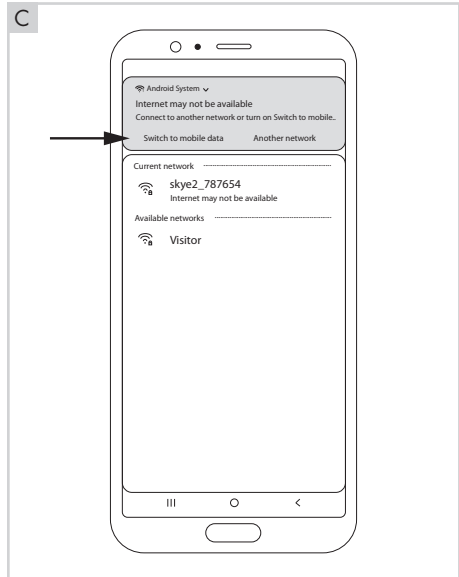 C
Android System
Internet may not be available
Connect to another network or turn on Switch to mobile..
Switch to mobile data Another network
Current network
skye2_787654
Internet may not be available
Available networks
Visitor